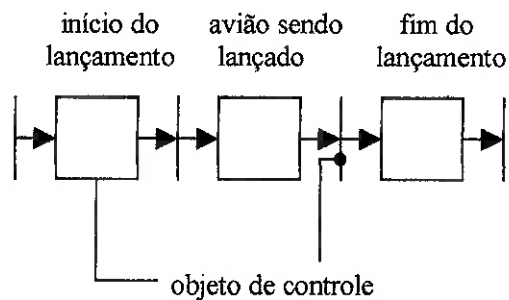 início do
lançamento
avião sendo
lançado
fim do
lançamento
objeto de controle